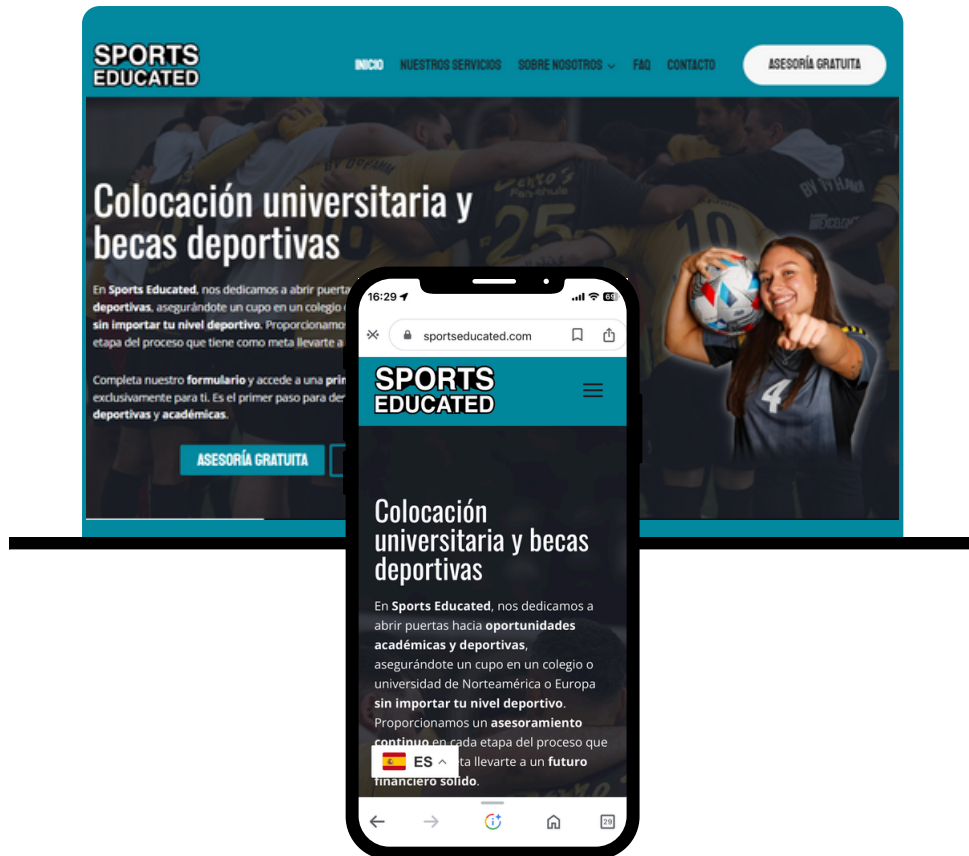 SPORTS
EDUCATED
INICIO NUESTROS SERVICIOS SOBRE NOSOTROS FAQ CONTACTO
ASESORÍA GRATUITA
Colocación universitaria y
becas deportivas
En Sports Educated, nos dedicamos a abrir
deportivas, asegurándote un cupo en un colegio
sin importar tu nivel deportivo.
etapa del proceso que tiene como meta llevarte a
Completa nuestro formulario y accede a una
exclusivamente para ti. Es el primer paso para
deportivas y académicas.
ASESORÍA GRATUITA
25
10
4
16:29
69
sportseducated.com
SPORTS
EDUCATED
Colocación
universitaria y becas
deportivas
En Sports Educated, nos dedicamos a
abrir puertas hacia oportunidades
académicas y deportivas,
asegurándote un cupo en un colegio o
universidad de Norteamérica o Europa
sin importar tu nivel deportivo.
Proporcionamos un asesoramiento
continuo en cada etapa del proceso que
ES
llevarte a un futuro
financiero sólido.
29